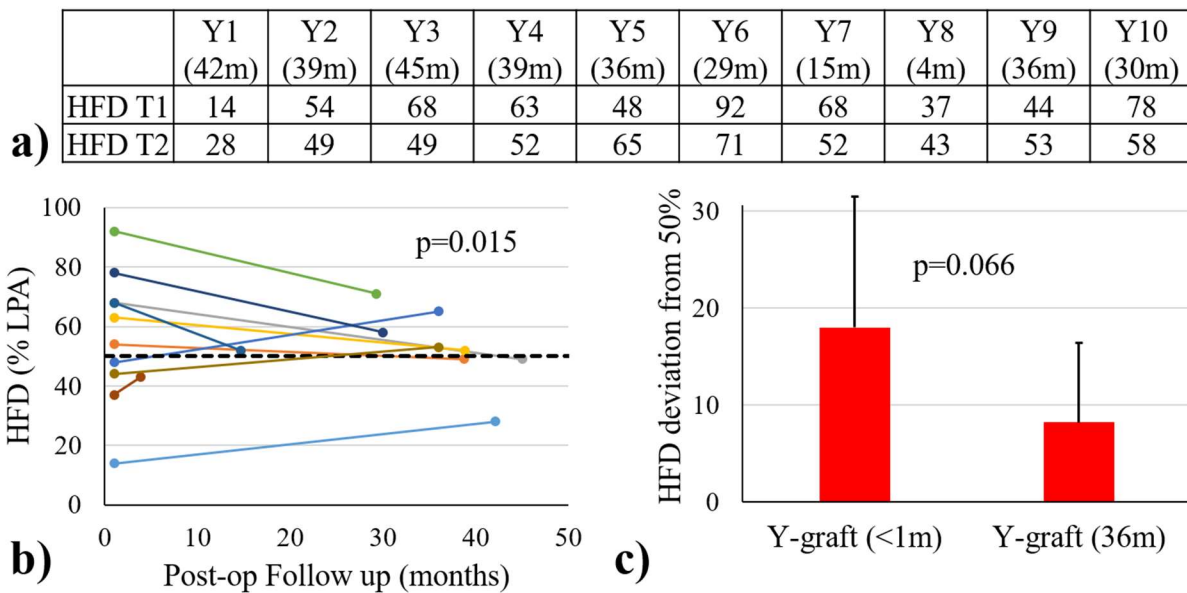 Y1 Y2 Y3 Y4 Y5 Y6 Y7 Y8 Y9 Y10
(42m) (39m) (45m) (39m) (36m) (29m) (15m) (4m) (36m) (30m)
HFD T1 14 54 68 63 48 92 68 37 44 78
a) HFD T2 28 49 49 52 65 71 52 43 53 58
HFD (% LPA)
100
80
60
40
20
0
p=0.015
0 10 20 30 40 50
b) Post-op Follow up (months)
HFD deviation from 50%
30
20
10
0
p=0.066
Y-graft (<1m) Y-graft (36m)
c)